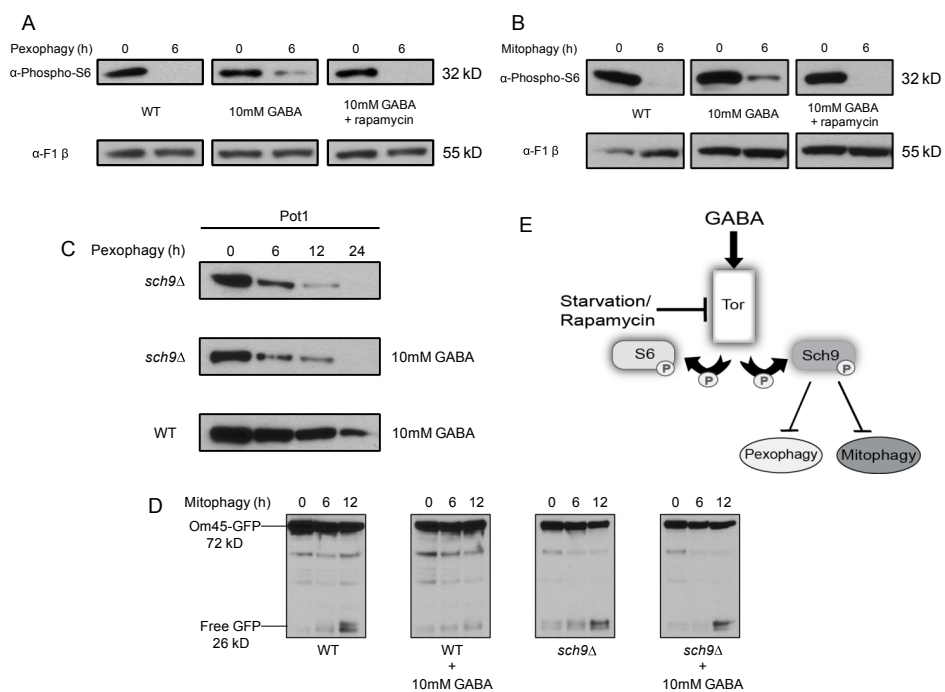 A
Pexophagy (h) 0 6 0 6 0 6
α-Phospho-S6 32 kD
WT 10mM GABA 10mM GABA + rapamycin
α-F1 β 55 kD
B
Mitophagy (h) 0 6 0 6 0 6
α-Phospho-S6 32 kD
WT 10mM GABA 10mM GABA + rapamycin
α-F1 β 55 kD
C
Pot1
Pexophagy (h) 0 6 12 24
sch9Δ
sch9Δ 10mM GABA
WT 10mM GABA
D
Mitophagy (h) 0 6 12 0 6 12 0 6 12 0 6 12
Om45-GFP
72 kD
Free GFP
26 kD
WT
WT
+
10mM GABA
sch9Δ
sch9Δ
+
10mM GABA
E
GABA
Tor
Starvation/
Rapamycin
S6
P
P
P
Sch9
P
Pexophagy
Mitophagy